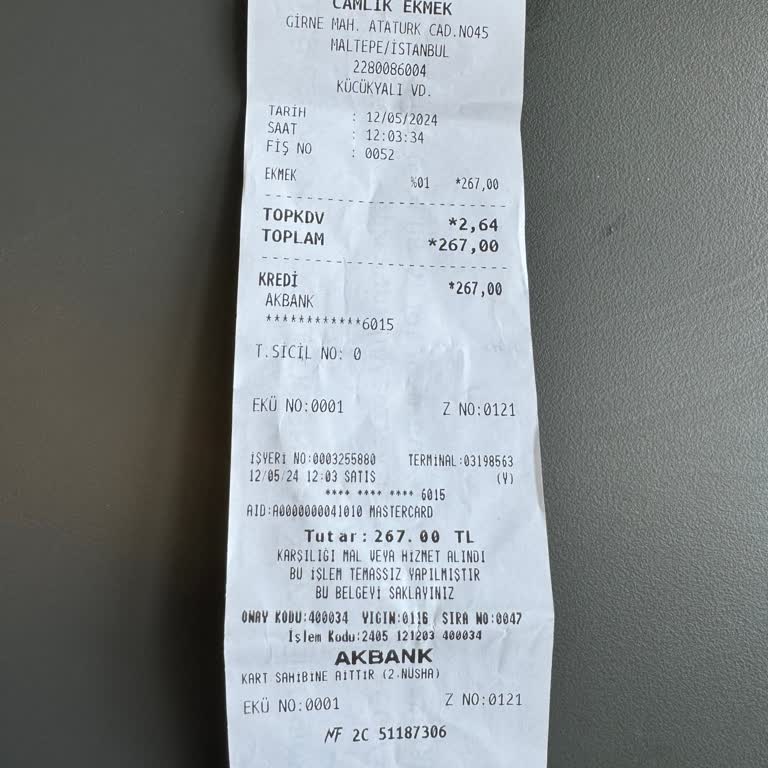 ÇAMLIK EKMEK
GİRNE MAH. ATATURK CAD.NO45
MALTEPE/İSTANBUL
2280086004
KÜCÜKYALI VD.
TARİH : 12/05/2024
SAAT : 12:03:34
FİŞ NO : 0052
EKMEK %01 *267,00
TOPKDV *2,64
TOPLAM *267,00
KREDİ *267,00
AKBANK
************6015
T.SİCİL NO: 0
EKÜ NO:0001 Z NO:0121
İŞYERİ NO:0003255880 TERMİNAL:03198563
12/05/24 12:03 SATIŞ (Y)
**** **** **** 6015
AID:A0000000041010 MASTERCARD
Tutar: 267.00 TL
KARŞILIĞI MAL VEYA HİZMET ALINDI
BU İŞLEM TEMASSIZ YAPILMIŞTIR
BU BELGEYİ SAKLAYINIZ
ONAY KODU:400034 YIGIN:0116 SIRA NO:0047
İşlem Kodu:2405 121203 400034
AKBANK
KART SAHİBİNE AİTTİR (2.NUSHA)
EKÜ NO:0001 Z NO:0121
MF 2C 51187306